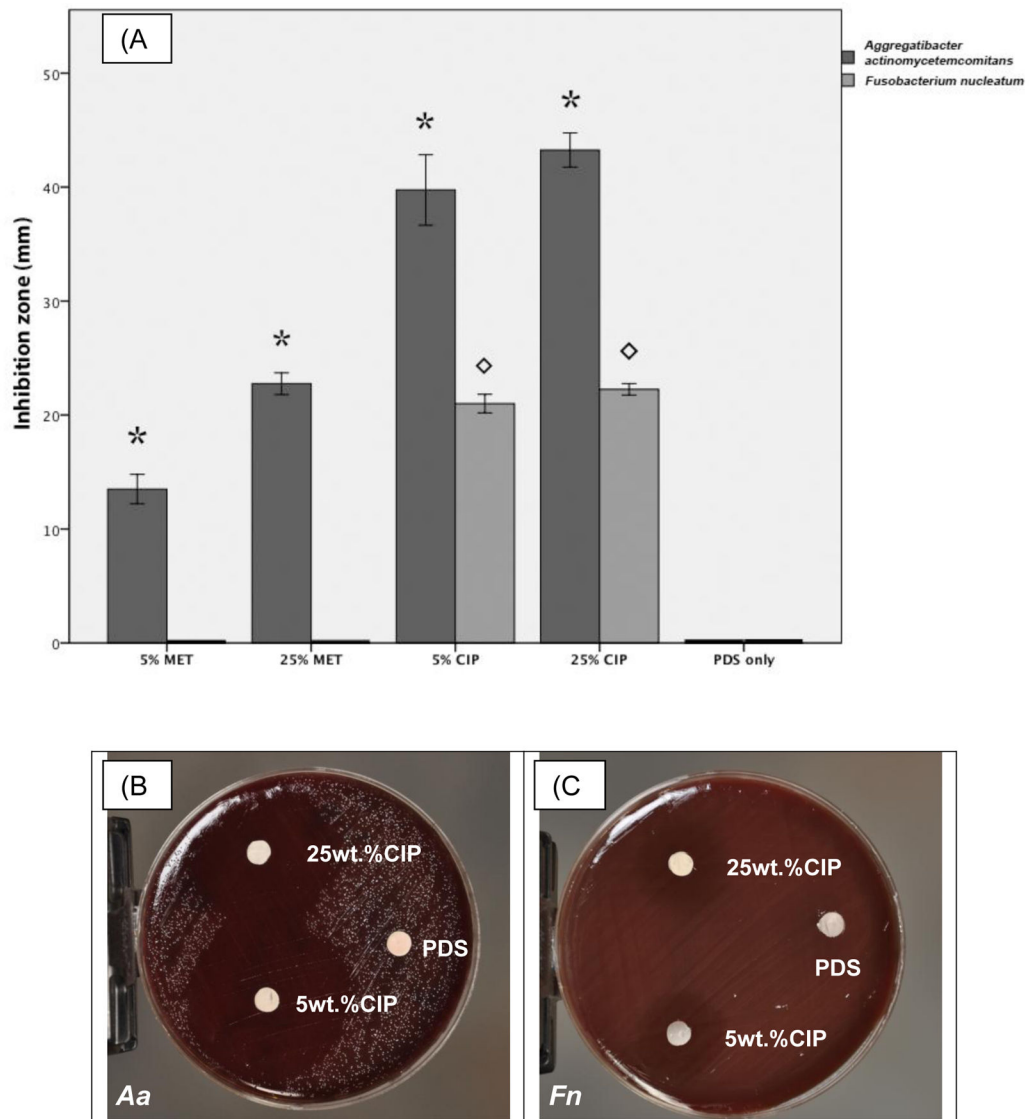 (A
Aggregatibacter
actinomycetemcomitans
Fusobacterium nucleatum
Inhibition zone (mm)
50
40
30
20
10
0
*
*
*
*
◇
◇
5% MET
25% MET
5% CIP
25% CIP
PDS only
(B
25wt.%CIP
PDS
5wt.%CIP
Aa
(C
25wt.%CIP
PDS
5wt.%CIP
Fn